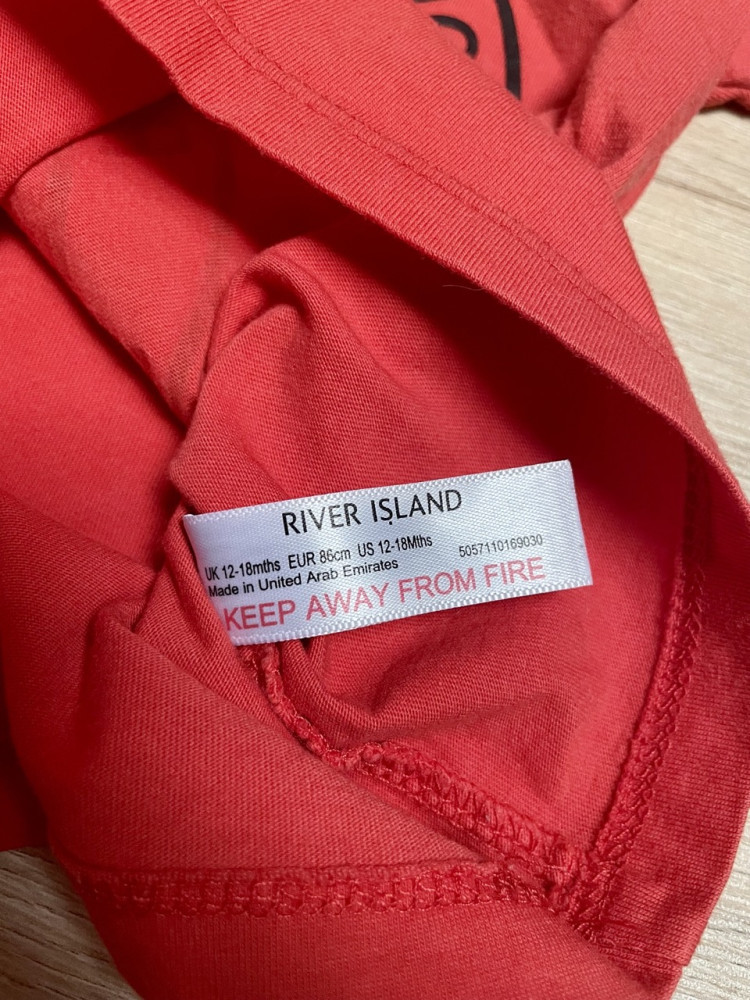 RIVER ISLAND
UK 12-18mths EUR 86cm US 12-18Mths 5057110169030
Made in United Arab Emirates
KEEP AWAY FROM FIRE